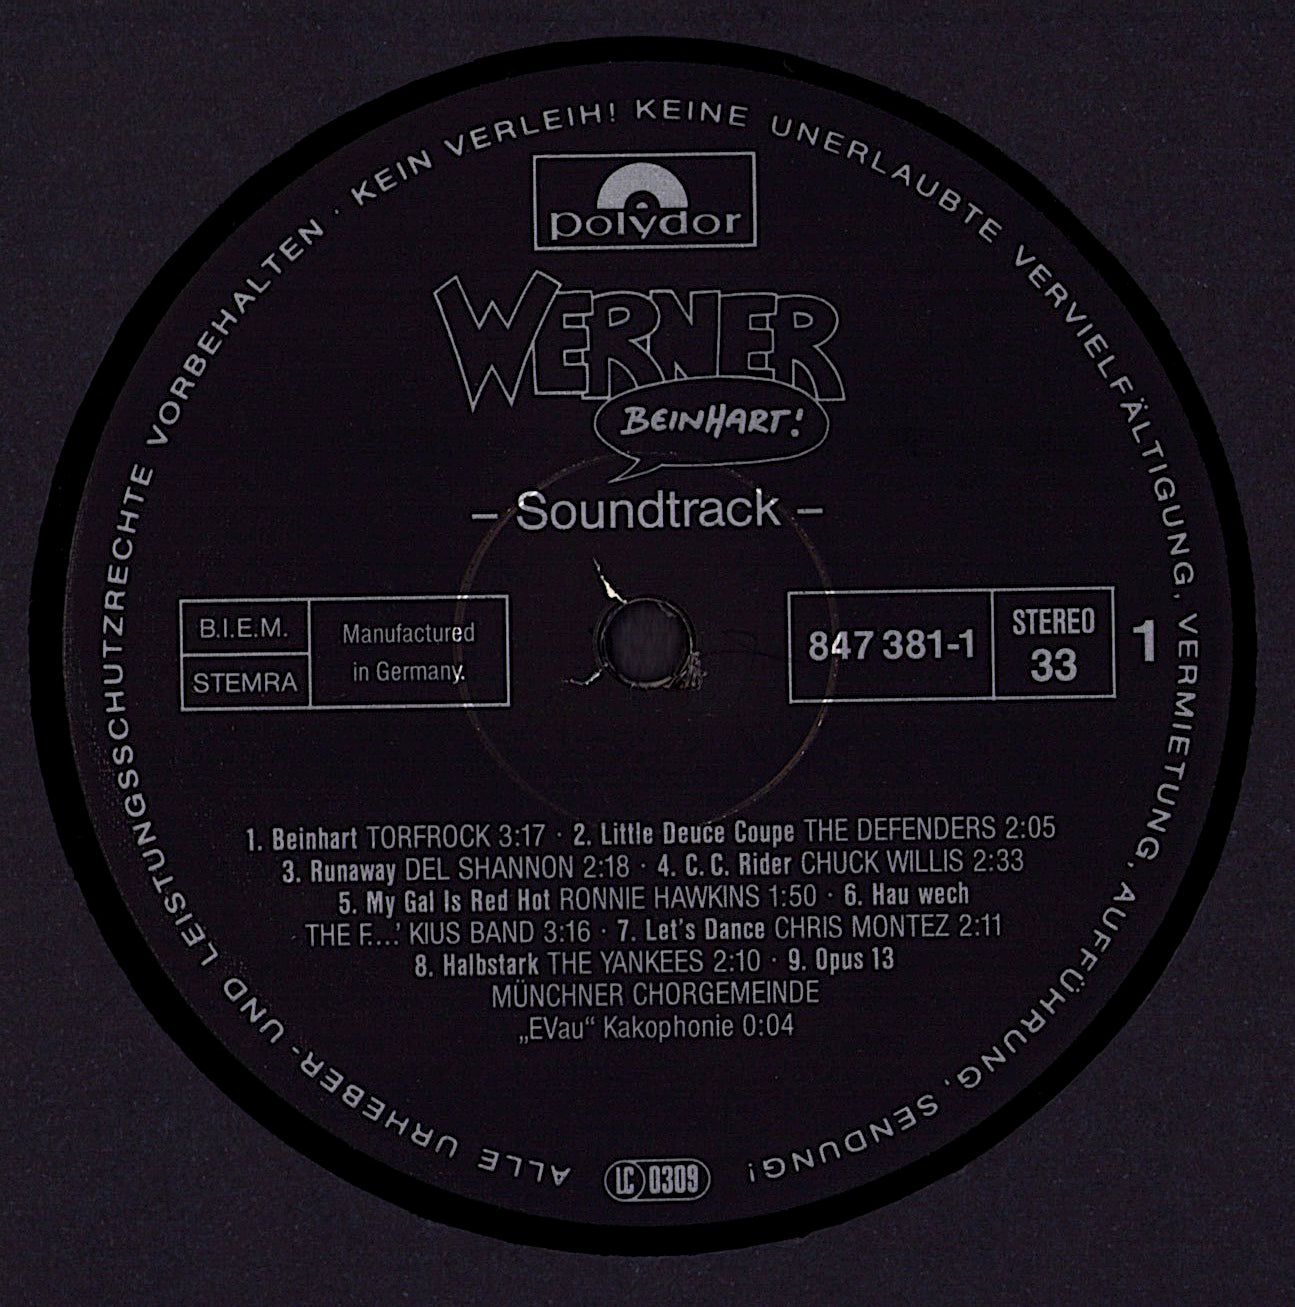 ALLE URHEBER- UND LEISTUNGSSCHUTZRECHTE VORBEHALTEN · KEIN VERLEIH! KEINE UNERLAUBTE VERVIELFÄLTIGUNG, VERMIETUNG, AUFFÜHRUNG, SENDUNG!
polydor
WERNER
BEINHART!
– Soundtrack –
B.I.E.M.
STEMRA
Manufactured
in Germany.
847 381-1
STEREO
33
1
1. Beinhart TORFROCK 3:17 · 2. Little Deuce Coupe THE DEFENDERS 2:05
3. Runaway DEL SHANNON 2:18 · 4. C. C. Rider CHUCK WILLIS 2:33
5. My Gal Is Red Hot RONNIE HAWKINS 1:50 · 6. Hau wech
THE F...' KIUS BAND 3:16 · 7. Let's Dance CHRIS MONTEZ 2:11
8. Halbstark THE YANKEES 2:10 · 9. Opus 13
MÜNCHNER CHORGEMEINDE
„EVau“ Kakophonie 0:04
LC 0309